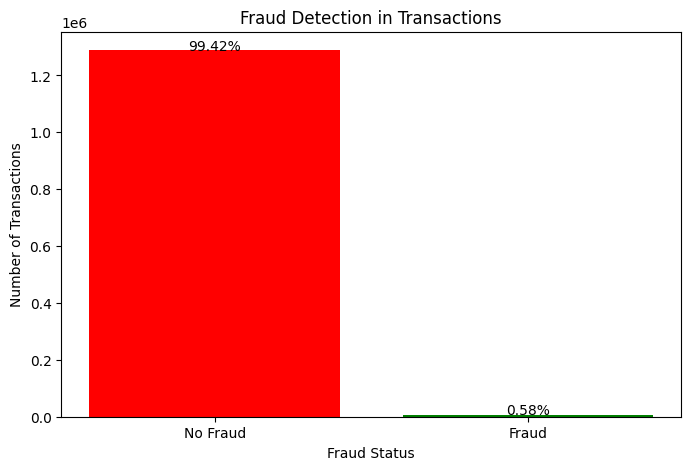 Fraud Detection in Transactions
1e6
Number of Transactions
1.2
1.0
0.8
0.6
0.4
0.2
0.0
99.42%
0.58%
No Fraud
Fraud
Fraud Status